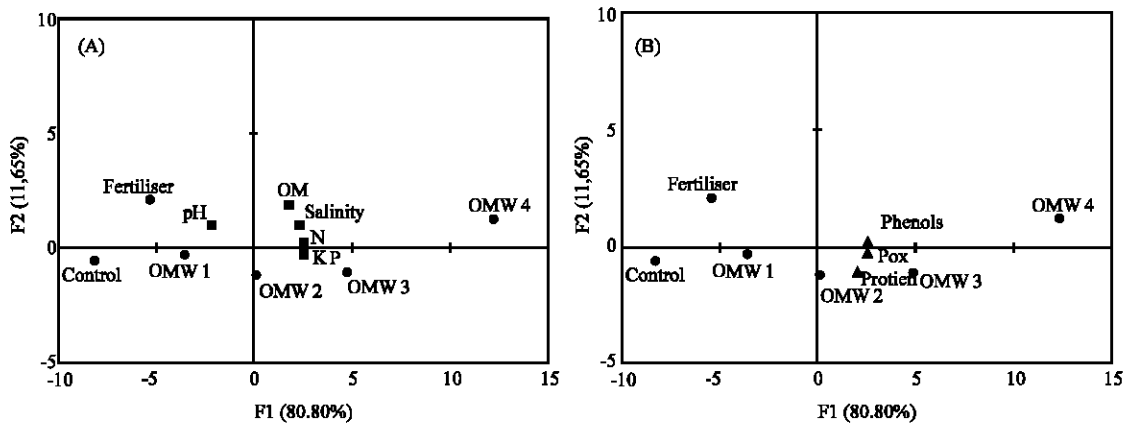 (A)
10
5
0
-5
-10
-5
0
5
10
15
F2 (11,65%)
F1 (80.80%)
Fertiliser
pH
OM
Salinity
N
K P
OMW 4
Control
OMW 1
OMW 2
OMW 3
(B)
10
5
0
-5
-10
-5
0
5
10
15
F2 (11,65%)
F1 (80.80%)
Fertiliser
Phenols
OMW 4
Control
OMW 1
Pox
Protien
OMW 2
OMW 3